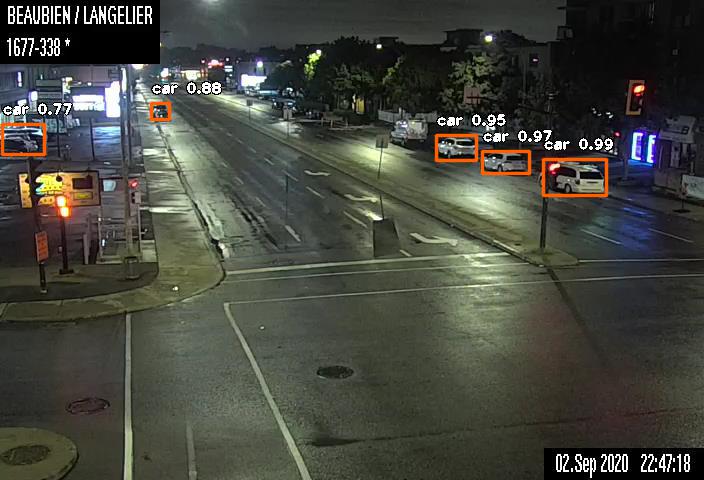 BEAUBIEN / LANGELIER
1677-338 *
car 0.88
car 0.77
car 0.95
car 0.97
car 0.99
02.Sep 2020 22:47:18